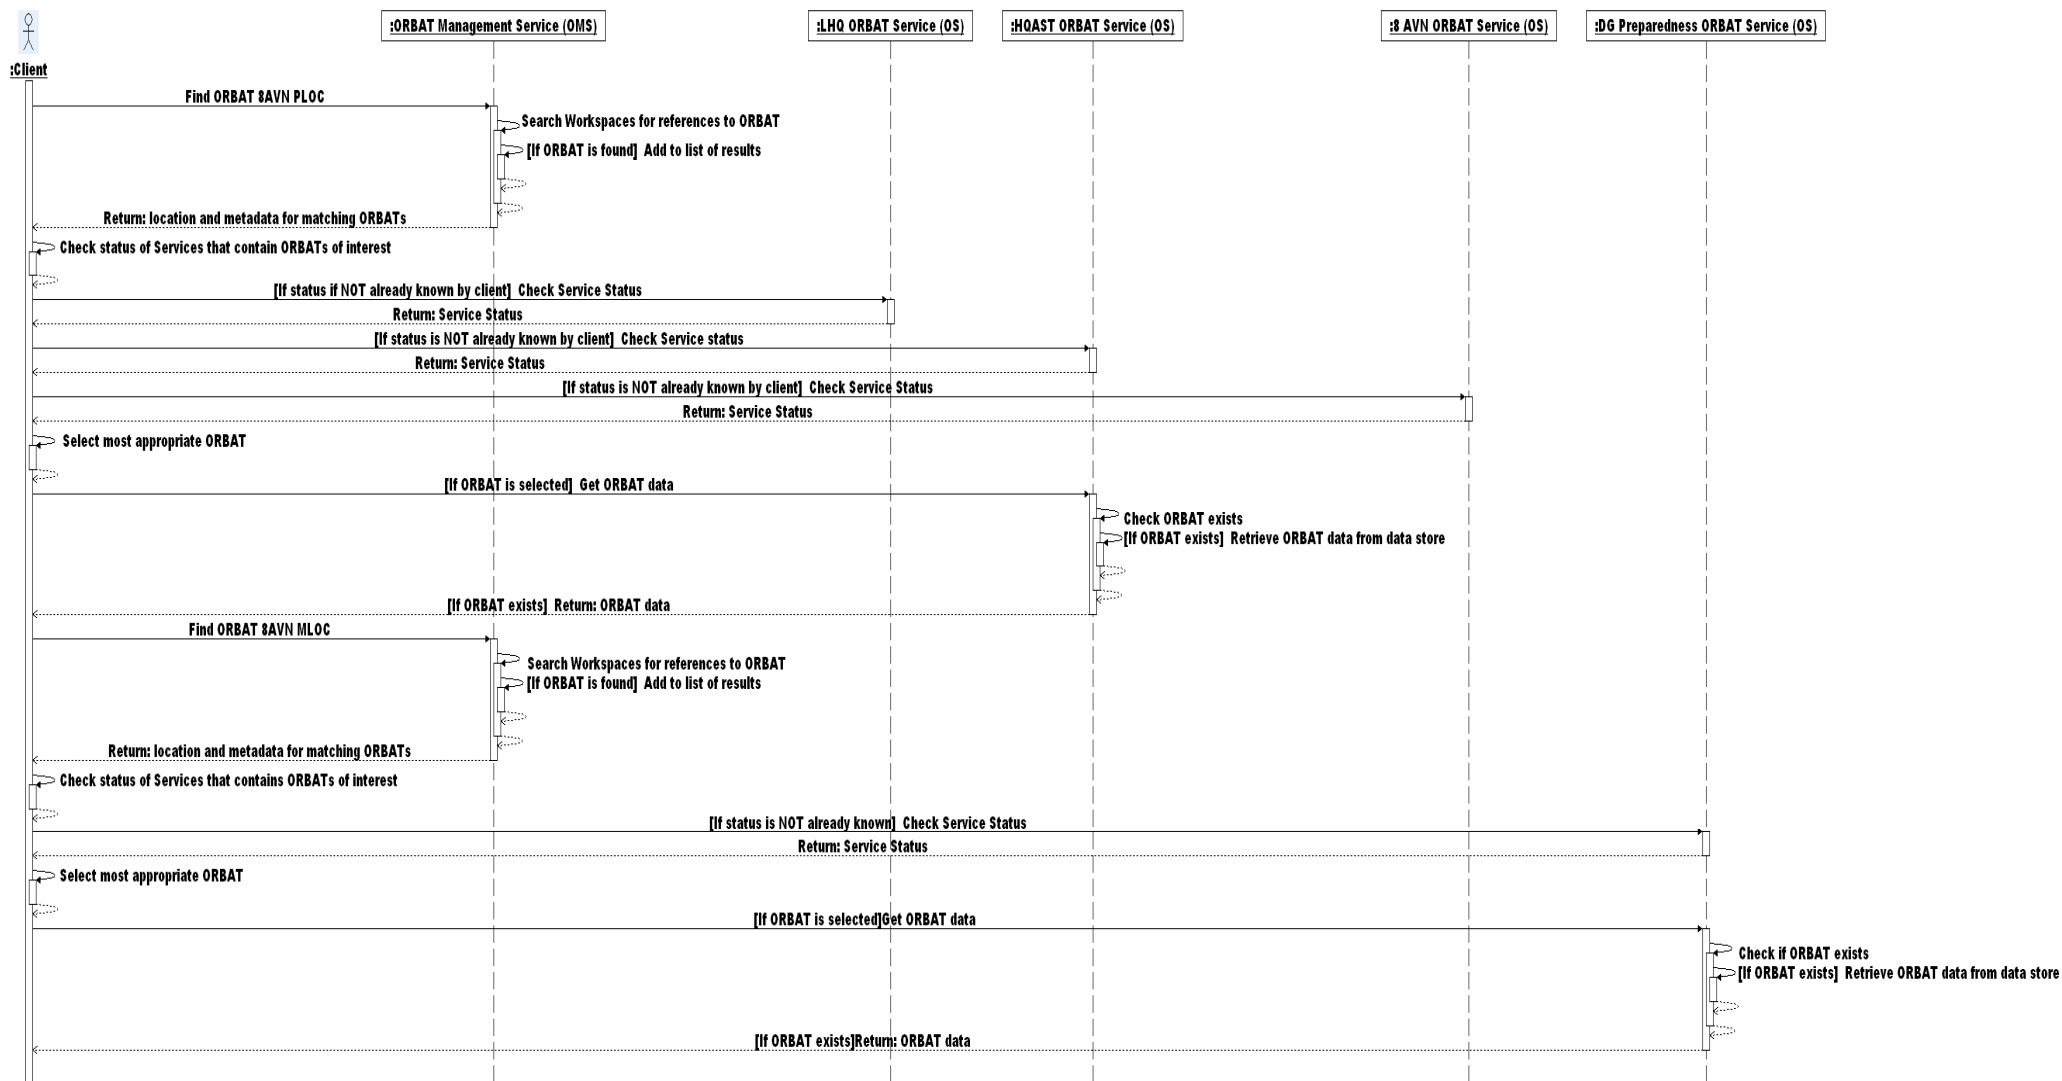 :ORBAT Management Service (OMS)
:LHQ ORBAT Service (OS)
:HQAST ORBAT Service (OS)
:8 AVN ORBAT Service (OS)
:DG Preparedness ORBAT Service (OS)
:Client
Find ORBAT 8AVN PLOC
Search Workspaces for references to ORBAT
[If ORBAT is found] Add to list of results
Return: location and metadata for matching ORBATs
Check status of Services that contain ORBATs of interest
[If status if NOT already known by client] Check Service Status
Return: Service Status
[If status is NOT already known by client] Check Service status
Return: Service Status
[If status is NOT already known by client] Check Service Status
Return: Service Status
Select most appropriate ORBAT
[If ORBAT is selected] Get ORBAT data
Check ORBAT exists
[If ORBAT exists] Retrieve ORBAT data from data store
[If ORBAT exists] Return: ORBAT data
Find ORBAT 8AVN MLOC
Search Workspaces for references to ORBAT
[If ORBAT is found] Add to list of results
Return: location and metadata for matching ORBATs
Check status of Services that contains ORBATs of interest
[If status is NOT already known] Check Service Status
Return: Service Status
Select most appropriate ORBAT
[If ORBAT is selected]Get ORBAT data
Check if ORBAT exists
[If ORBAT exists] Retrieve ORBAT data from data store
[If ORBAT exists]Return: ORBAT data